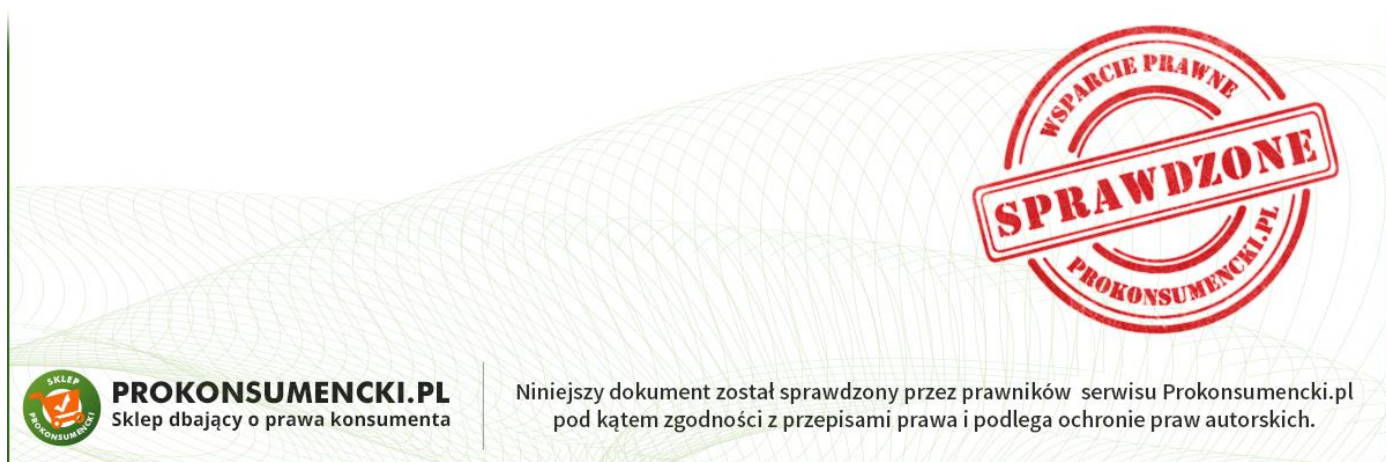 WSPARCIE PRAWNE
SPRAWDZONE
PROKONSUMENCKI.PL
SKLEP
PROKONSUMENCKI
PROKONSUMENCKI.PL
Sklep dbający o prawa konsumenta
Niniejszy dokument został sprawdzony przez prawników serwisu Prokonsumencki.pl
pod kątem zgodności z przepisami prawa i podlega ochronie praw autorskich.